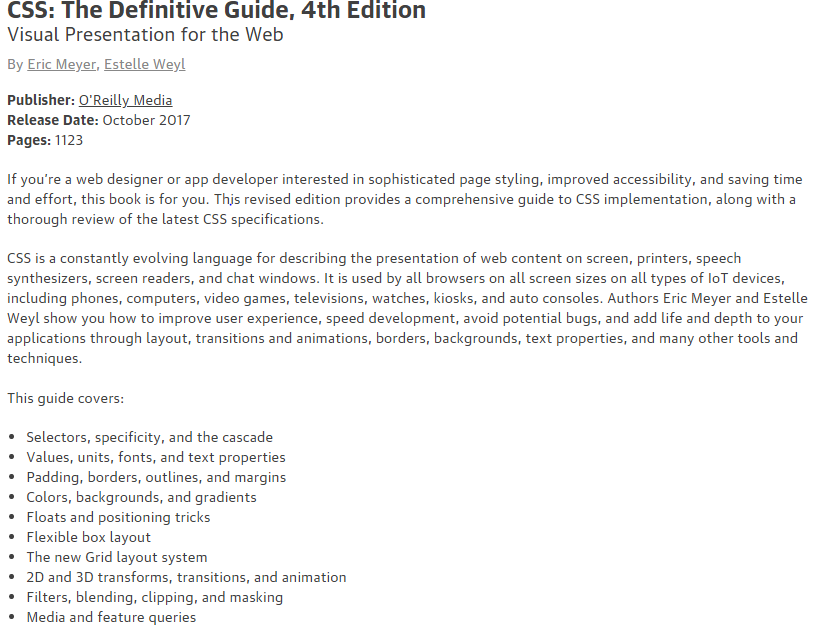 CSS: The Definitive Guide, 4th Edition
Visual Presentation for the Web
By Eric Meyer, Estelle Weyl
Publisher: O'Reilly Media
Release Date: October 2017
Pages: 1123
If you’re a web designer or app developer interested in sophisticated page styling, improved accessibility, and saving time
and effort, this book is for you. This revised edition provides a comprehensive guide to CSS implementation, along with a
thorough review of the latest CSS specifications.
CSS is a constantly evolving language for describing the presentation of web content on screen, printers, speech
synthesizers, screen readers, and chat windows. It is used by all browsers on all screen sizes on all types of IoT devices,
including phones, computers, video games, televisions, watches, kiosks, and auto consoles. Authors Eric Meyer and Estelle
Weyl show you how to improve user experience, speed development, avoid potential bugs, and add life and depth to your
applications through layout, transitions and animations, borders, backgrounds, text properties, and many other tools and
techniques.
This guide covers:
• Selectors, specificity, and the cascade
• Values, units, fonts, and text properties
• Padding, borders, outlines, and margins
• Colors, backgrounds, and gradients
• Floats and positioning tricks
• Flexible box layout
• The new Grid layout system
• 2D and 3D transforms, transitions, and animation
• Filters, blending, clipping, and masking
• Media and feature queries